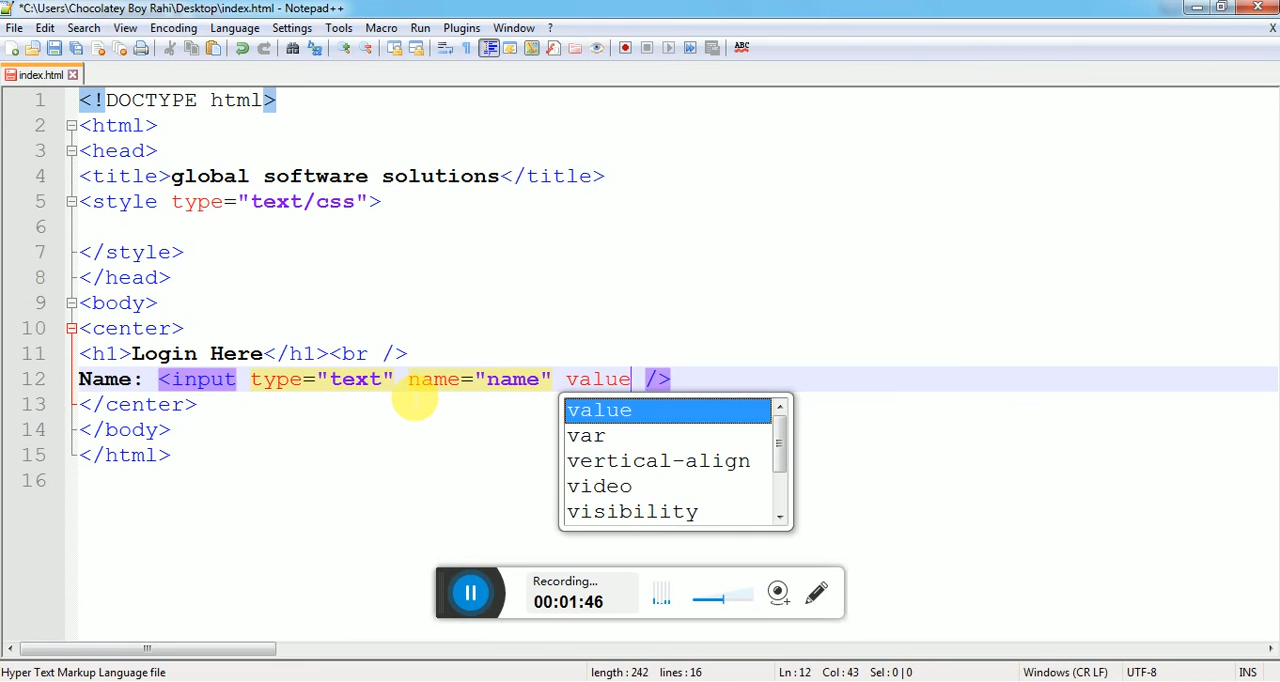 *C:\Users\Chocolatey Boy Rahi\Desktop\index.html - Notepad++
File Edit Search View Encoding Language Settings Tools Macro Run Plugins Window ? X
ABC
index.html
1 <!DOCTYPE html>
2 <html>
3 <head>
4 <title>global software solutions</title>
5 <style type="text/css">
6
7 </style>
8 </head>
9 <body>
10 <center>
11 <h1>Login Here</h1><br />
12 Name: <input type="text" name="name" value />
13 </center>
14 </body>
15 </html>
16
value
var
vertical-align
video
visibility
Recording...
00:01:46
Hyper Text Markup Language file length : 242 lines : 16 Ln : 12 Col : 43 Sel : 0 | 0 Windows (CR LF) UTF-8 INS